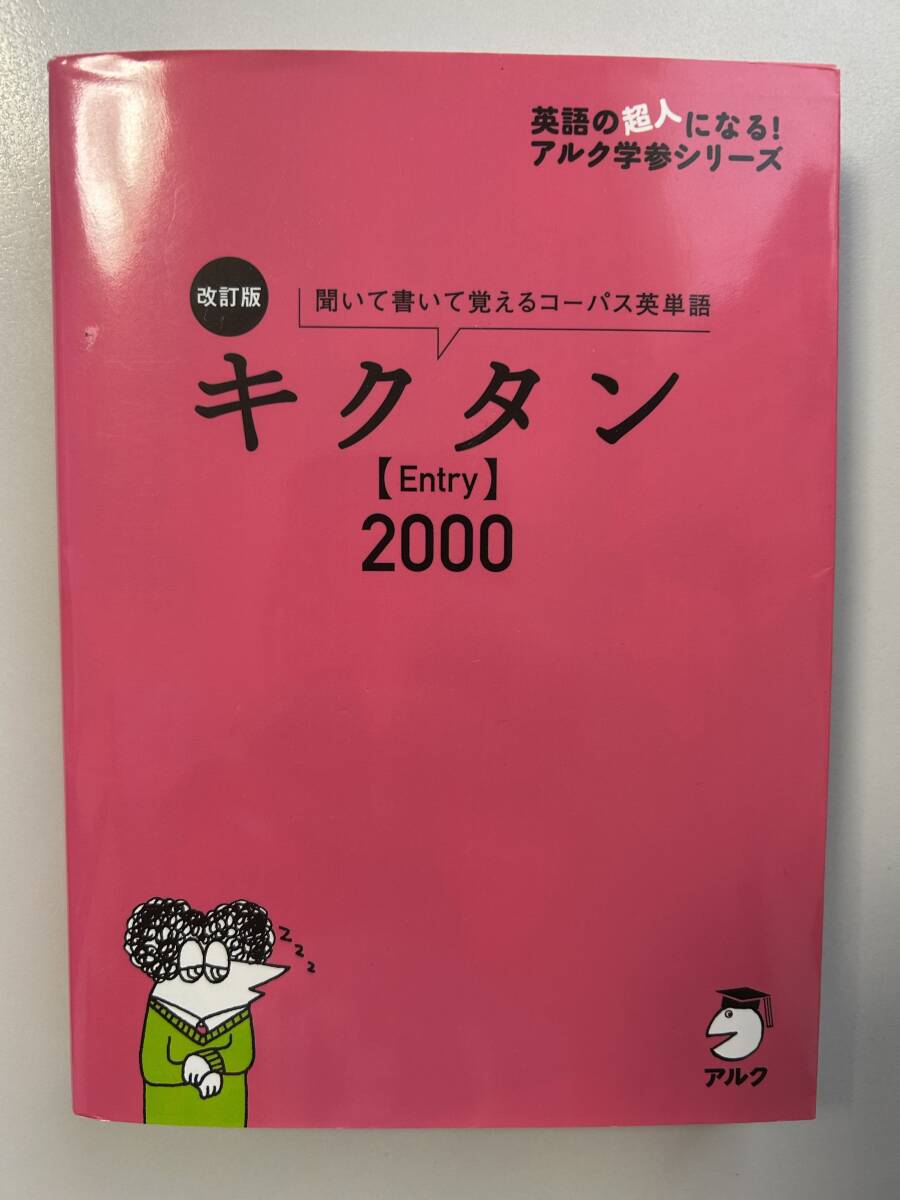 英語の超人になる!
アルク学参シリーズ
改訂版
聞いて書いて覚えるコーパス英単語
キクタン
【Entry】
2000
zzz
アルク